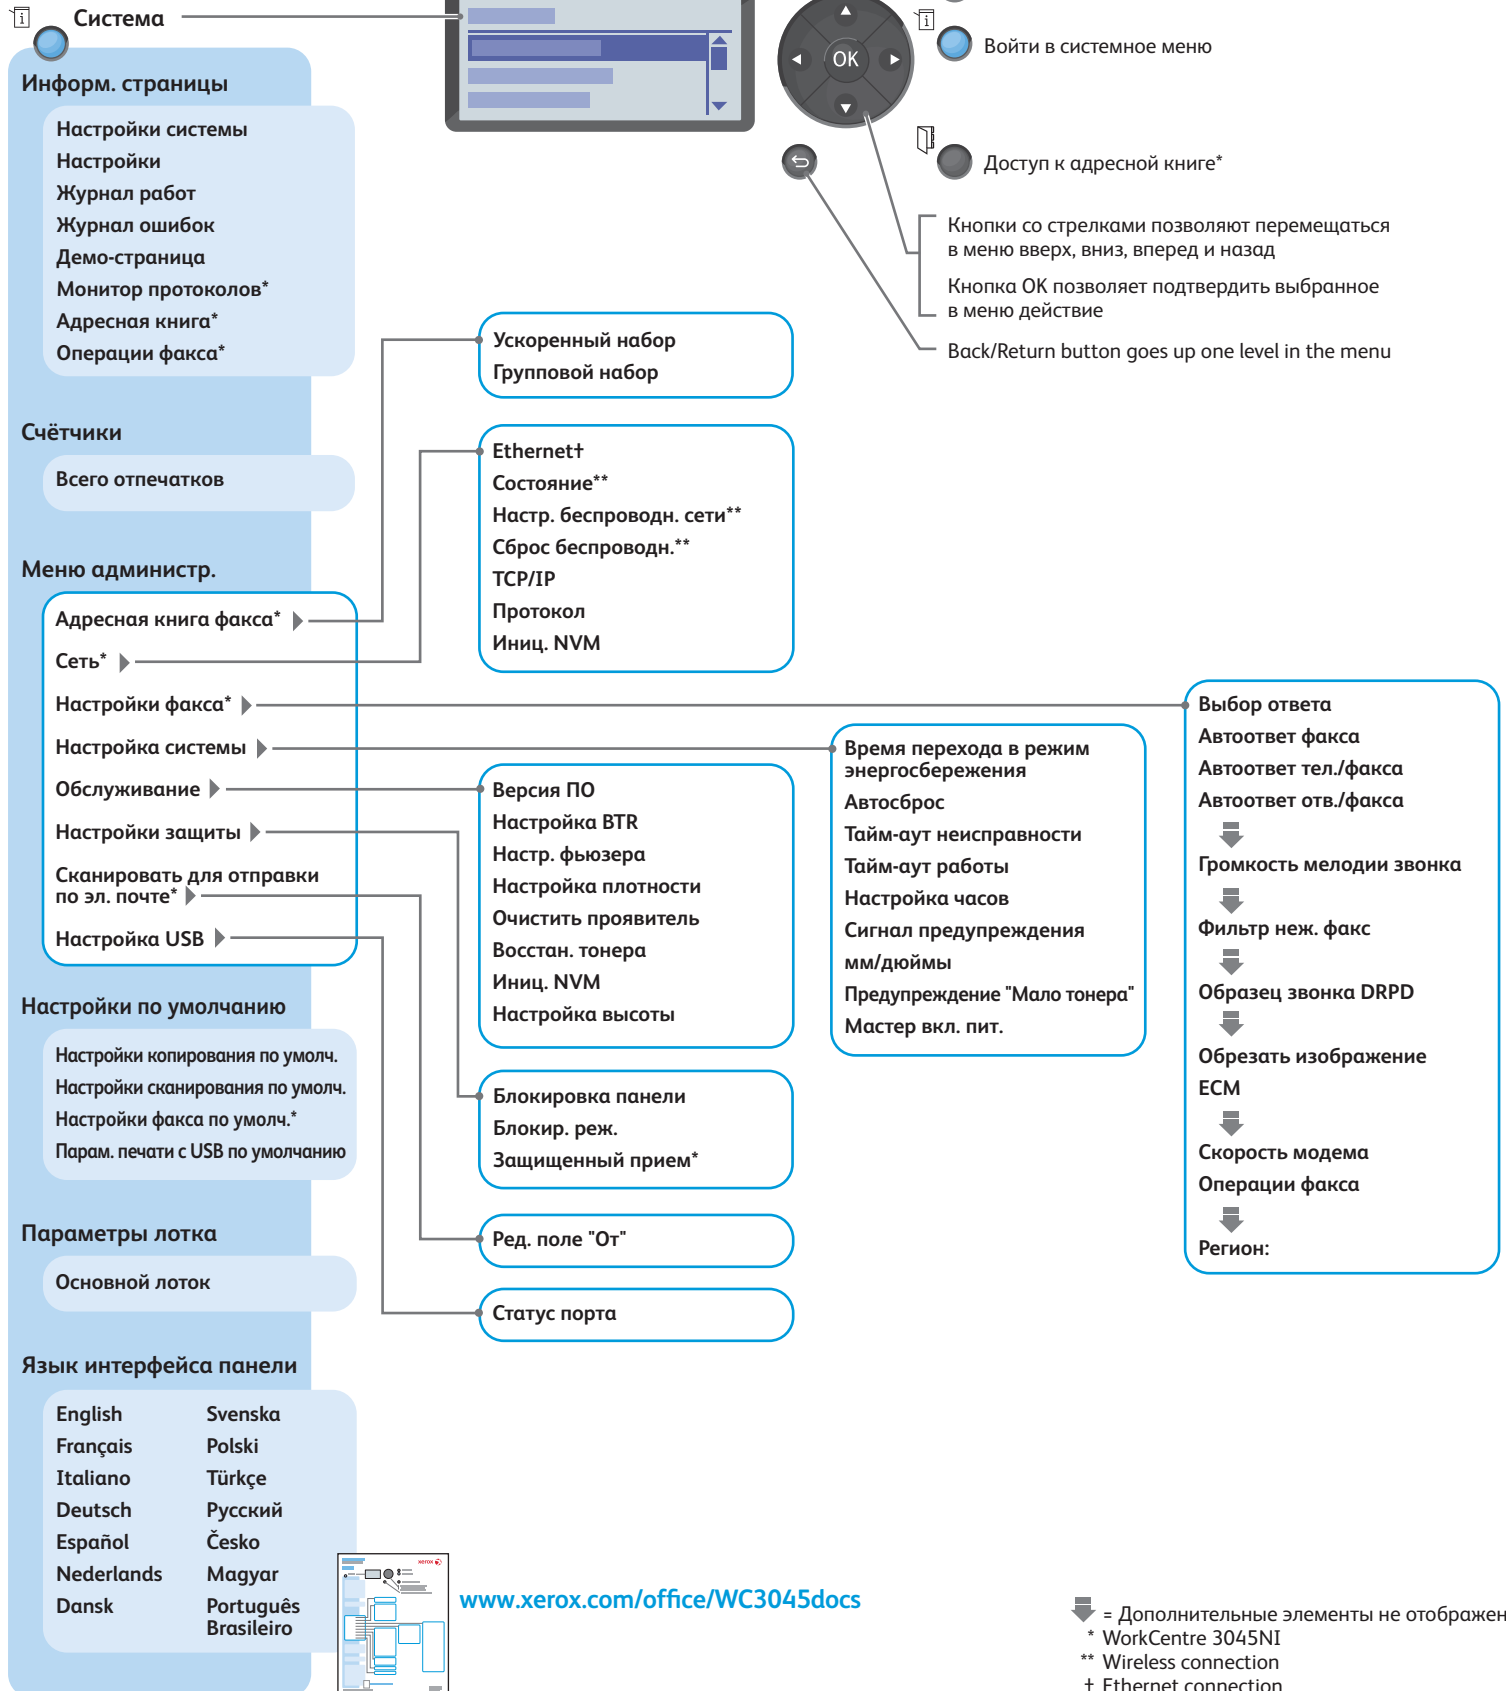 Система
Информ. страницы
Настройки системы
Настройки
Журнал работ
Журнал ошибок
Демо-страница
Монитор протоколов*
Адресная книга*
Операции факса*
Счётчики
Всего отпечатков
Меню администр.
Адресная книга факса*
Сеть*
Настройки факса*
Настройка системы
Обслуживание
Настройки защиты
Сканировать для отправки
по эл. почте*
Настройка USB
Настройки по умолчанию
Настройки копирования по умолч.
Настройки сканирования по умолч.
Настройки факса по умолч.*
Парам. печати с USB по умолчанию
Параметры лотка
Основной лоток
Язык интерфейса панели
English
Français
Italiano
Deutsch
Español
Nederlands
Dansk
Svenska
Polski
Türkçe
Русский
Česko
Magyar
Português
Brasileiro
OK
Войти в системное меню
Доступ к адресной книге*
Кнопки со стрелками позволяют перемещаться
в меню вверх, вниз, вперед и назад
Кнопка OK позволяет подтвердить выбранное
в меню действие
Back/Return button goes up one level in the menu
Ускоренный набор
Групповой набор
Ethernet†
Состояние**
Настр. беспроводн. сети**
Сброс беспроводн.**
TCP/IP
Протокол
Иниц. NVM
Версия ПО
Настройка BTR
Настр. фьюзера
Настройка плотности
Очистить проявитель
Восстан. тонера
Иниц. NVM
Настройка высоты
Блокировка панели
Блокир. реж.
Защищенный прием*
Ред. поле "От"
Статус порта
Время перехода в режим
энергосбережения
Автосброс
Тайм-аут неисправности
Тайм-аут работы
Настройка часов
Сигнал предупреждения
мм/дюймы
Предупреждение "Мало тонера"
Мастер вкл. пит.
Выбор ответа
Автоответ факса
Автоответ тел./факса
Автоответ отв./факса
Громкость мелодии звонка
Фильтр неж. факс
Образец звонка DRPD
Обрезать изображение
ECM
Скорость модема
Операции факса
Регион:
xerox
www.xerox.com/office/WC3045docs
= Дополнительные элементы не отображен
* WorkCentre 3045NI
** Wireless connection
† Ethernet connection